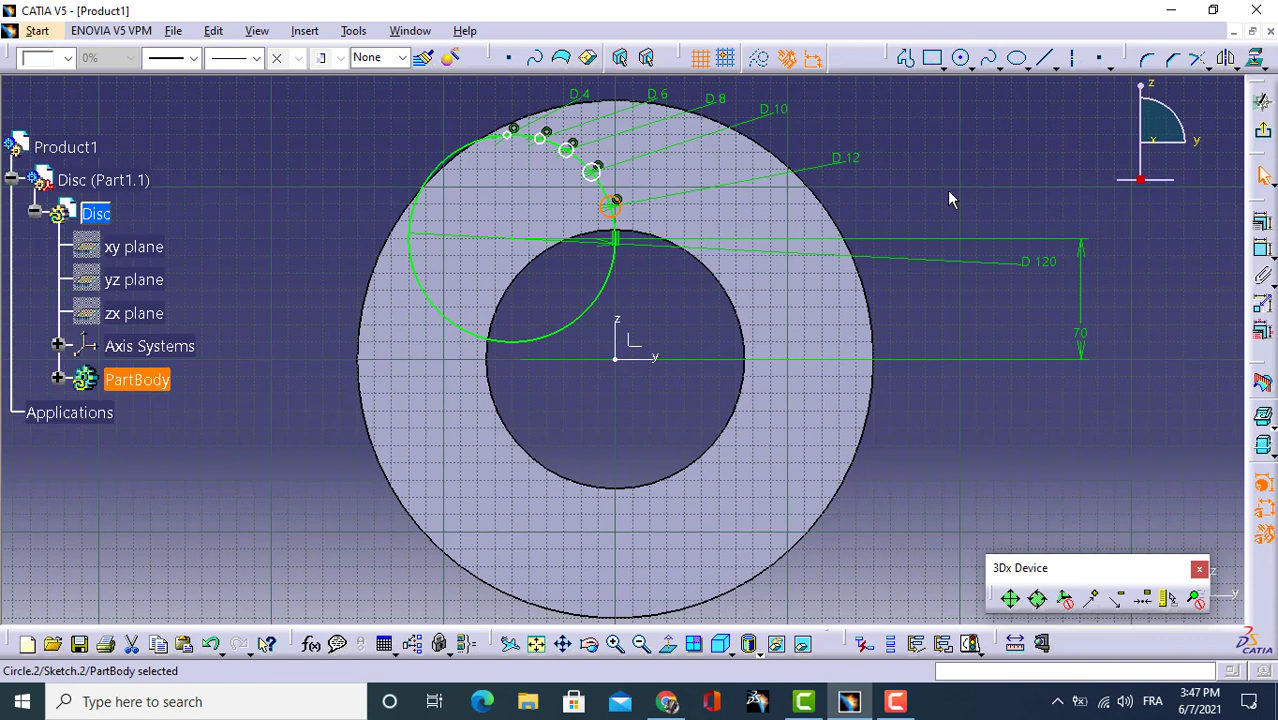 CATIA V5 - [Product1]
Start ENOVIA V5 VPM File Edit View Insert Tools Window Help
0% None
D 4 D 6 D 8 D 10 D 12
D 120
70
z
y
z
x y
Product1
Disc (Part1.1)
Disc
xy plane
yz plane
zx plane
Axis Systems
PartBody
Applications
3Dx Device
z
y
f(x)
CATIA
Circle.2/Sketch.2/PartBody selected
Type here to search
FRA
3:47 PM
6/7/2021